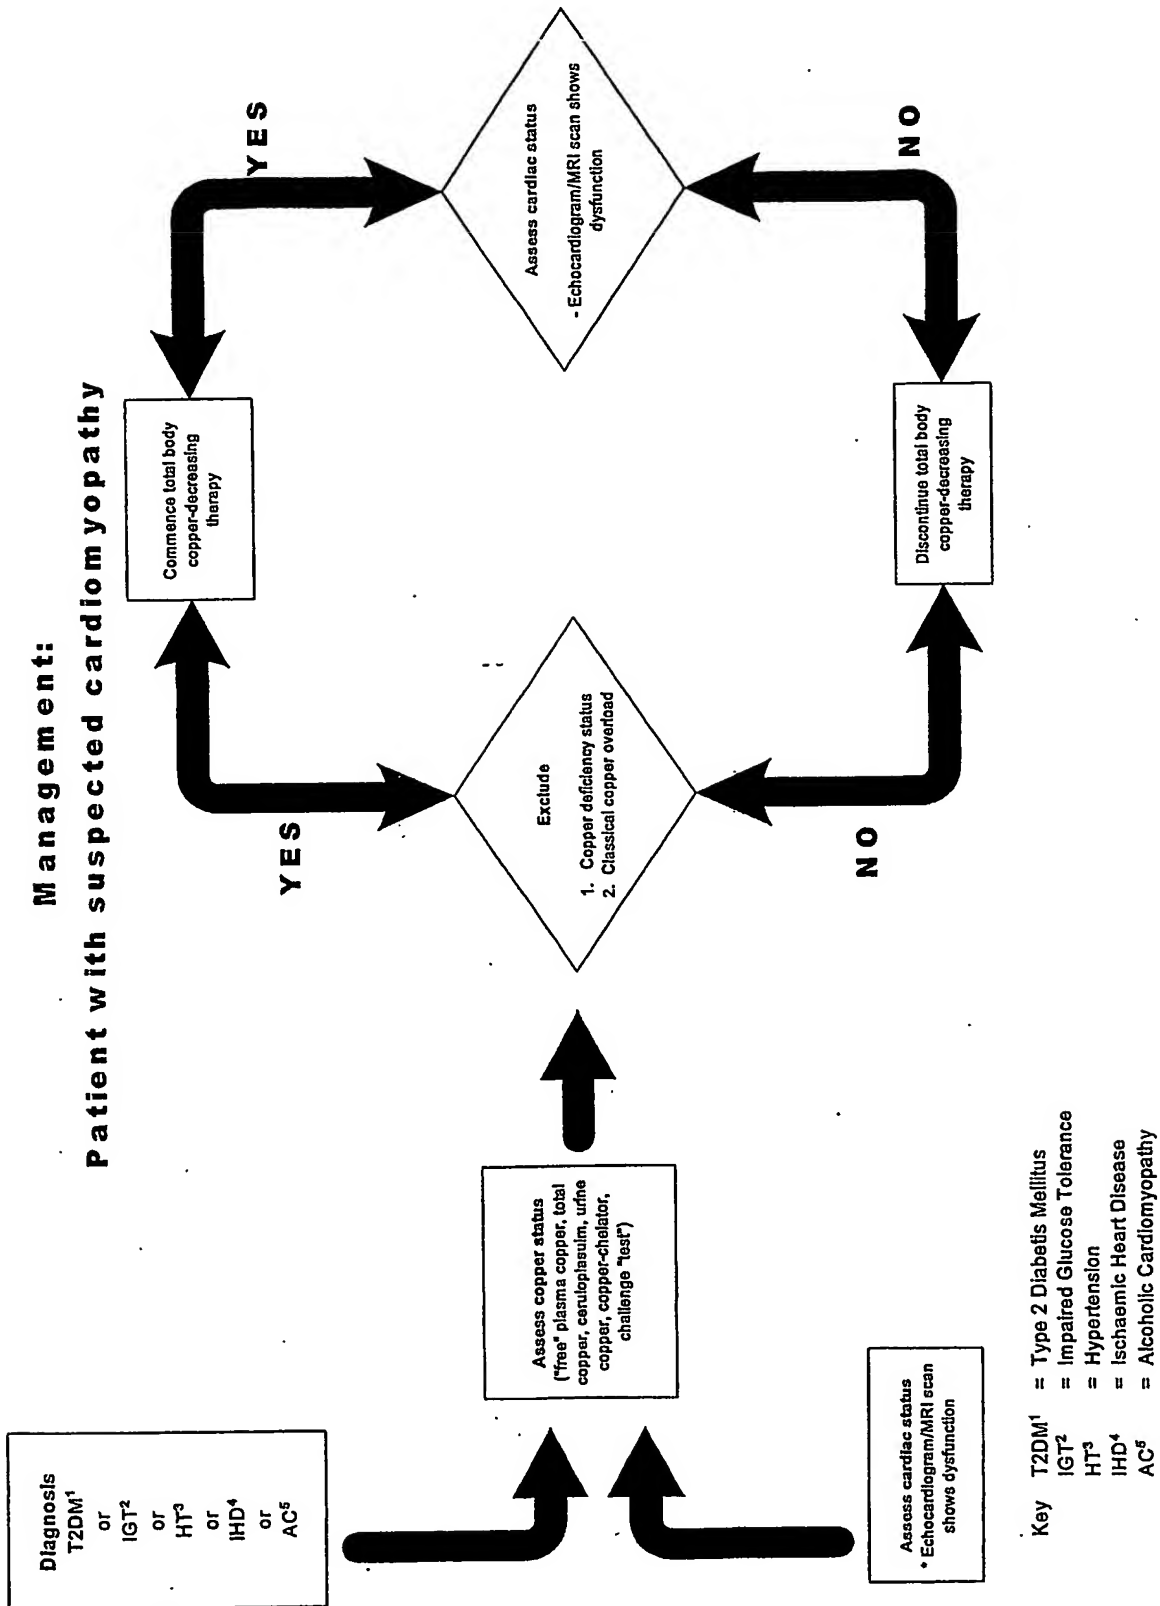 Management:
Patient with suspected cardiomyopathy
Diagnosis
T2DM¹
or
IGT²
or
HT³
or
IHD⁴
or
AC⁵
Assess cardiac status
* Echocardiogram/MRI scan
shows dysfunction
Assess copper status
("free" plasma copper, total
copper, ceruloplasulm, urine
copper, copper-chelator,
challenge "test")
Exclude
1. Copper deficiency status
2. Classical copper overload
YES
NO
Commence total body
copper-decreasing
therapy
Discontinue total body
copper-decreasing
therapy
YES
NO
Assess cardiac status
- Echocardiogram/MRI scan shows
dysfunction
Key T2DM¹ = Type 2 Diabetis Mellitus
IGT² = Impaired Glucose Tolerance
HT³ = Hypertension
IHD⁴ = Ischaemic Heart Disease
AC⁵ = Alcoholic Cardiomyopathy